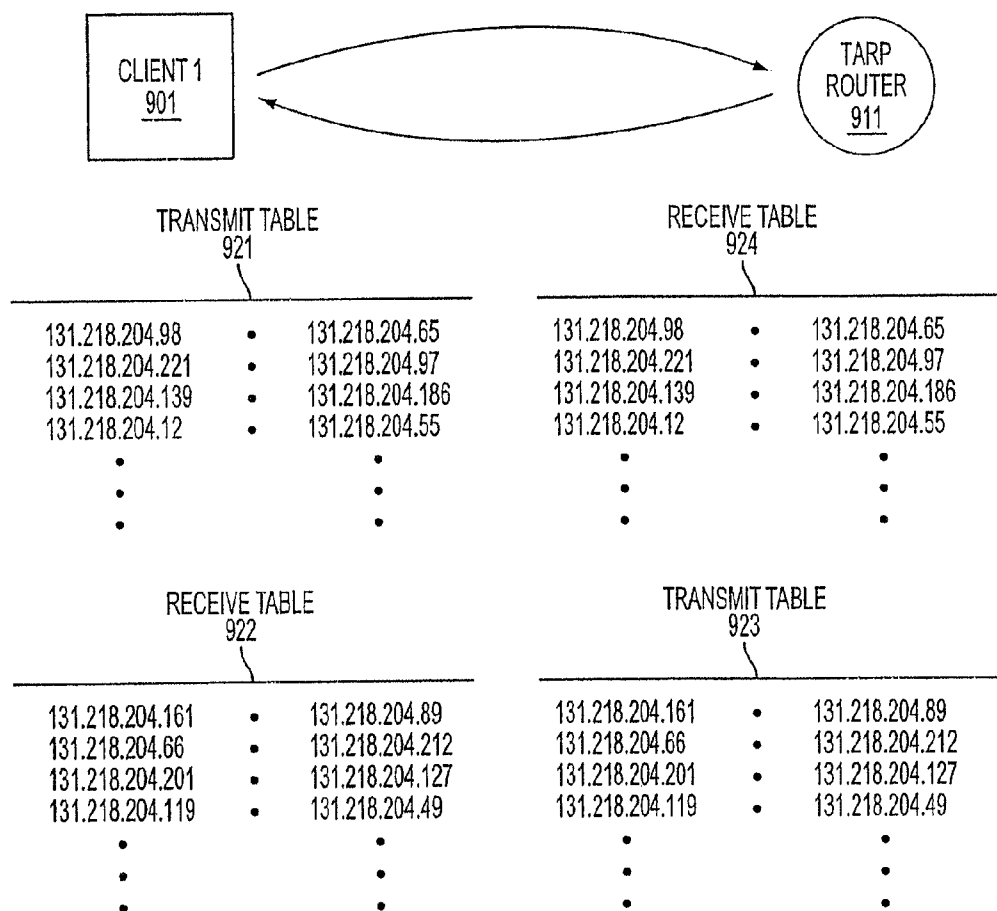 CLIENT 1
901
TARP
ROUTER
911
TRANSMIT TABLE
921
131.218.204.98 • 131.218.204.65
131.218.204.221 • 131.218.204.97
131.218.204.139 • 131.218.204.186
131.218.204.12 • 131.218.204.55
RECEIVE TABLE
924
131.218.204.98 • 131.218.204.65
131.218.204.221 • 131.218.204.97
131.218.204.139 • 131.218.204.186
131.218.204.12 • 131.218.204.55
RECEIVE TABLE
922
131.218.204.161 • 131.218.204.89
131.218.204.66 • 131.218.204.212
131.218.204.201 • 131.218.204.127
131.218.204.119 • 131.218.204.49
TRANSMIT TABLE
923
131.218.204.161 • 131.218.204.89
131.218.204.66 • 131.218.204.212
131.218.204.201 • 131.218.204.127
131.218.204.119 • 131.218.204.49